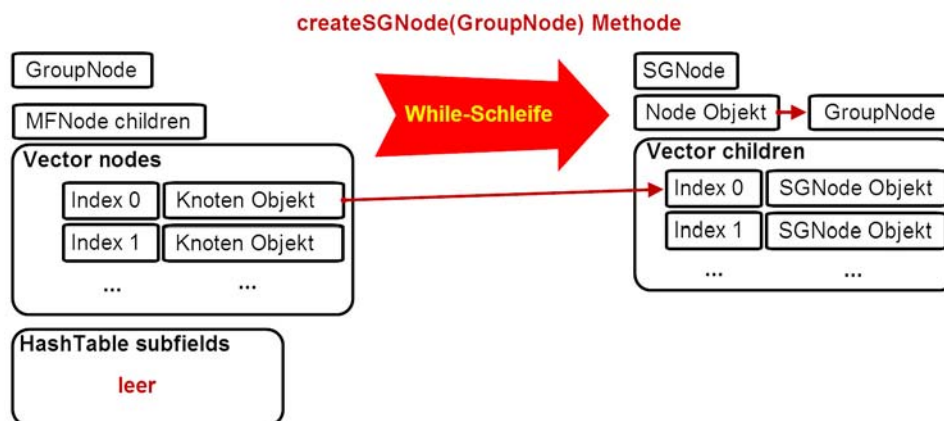 createSGNode(GroupNode) Methode
GroupNode
MFNode children
Vector nodes
Index 0 Knoten Objekt
Index 1 Knoten Objekt
... ...
HashTable subfields
leer
While-Schleife
SGNode
Node Objekt GroupNode
Vector children
Index 0 SGNode Objekt
Index 1 SGNode Objekt
... ...